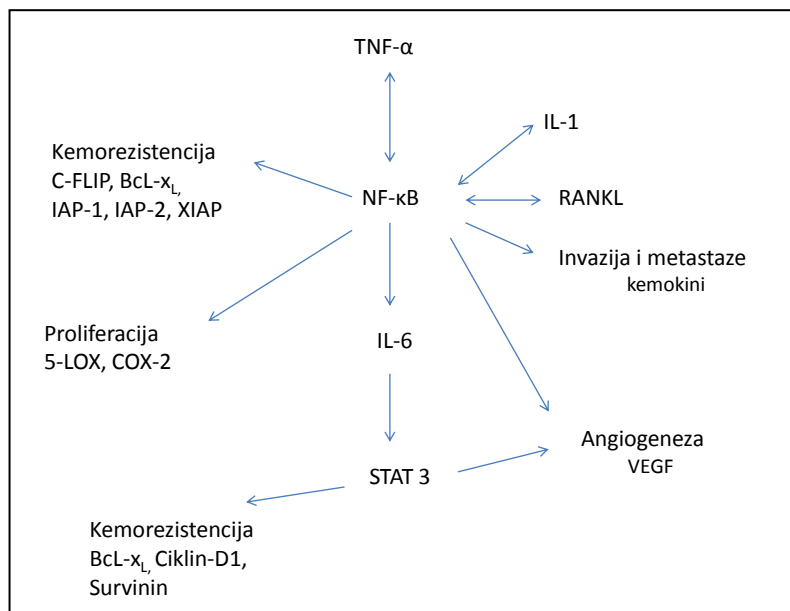 TNF-α
IL-1
Kemorezistencija
C-FLIP, BcL-xL,
IAP-1, IAP-2, XIAP
NF-κB
RANKL
Invazija i metastaze
kemokini
Proliferacija
5-LOX, COX-2
IL-6
Angiogeneza
VEGF
STAT 3
Kemorezistencija
BcL-xL, Ciklin-D1,
Survinin